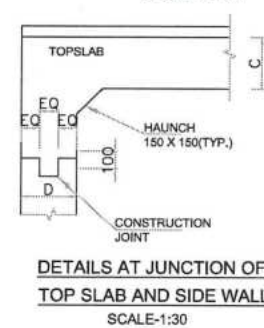 TOPSLAB
C
EQ
EQ
EQ
HAUNCH
150 X 150(TYP.)
100
D
CONSTRUCTION
JOINT
DETAILS AT JUNCTION OF
TOP SLAB AND SIDE WALL
SCALE-1:30